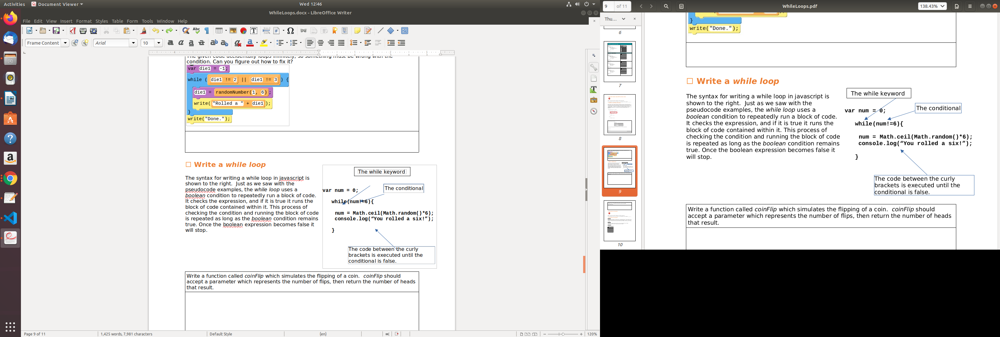 Activities
Document Viewer
Wed 12:46
WhileLoops.docx - LibreOffice Writer
File Edit View Insert Format Styles Table Form Tools Window Help
Frame Content
Arial
10
condition. Can you figure out how to fix it?
var die1 = -1;
while ( die1 != 2 || die1 != 3 ) {
die1 = randomNumber(1, 6);
write("Rolled a " + die1);
}
write("Done.");
☐ Write a while loop
The syntax for writing a while loop in javascript is
shown to the right.  Just as we saw with the
pseudocode examples, the while loop uses a
boolean condition to repeatedly run a block of code.
It checks the expression, and if it is true it runs the
block of code contained within it. This process of
checking the condition and running the block of code
is repeated as long as the boolean condition remains
true. Once the boolean expression becomes false it
will stop.
The while keyword
The conditional
var num = 0;
while(num!=6){
num = Math.ceil(Math.random()*6);
console.log(“You rolled a six!”);
}
The code between the curly
brackets is executed until the
conditional is false.
Write a function called coinFlip which simulates the flipping of a coin.  coinFlip should
accept a parameter which represents the number of flips, then return the number of heads
that result.
Page 9 of 11
1,425 words, 7,981 characters
Default Style
{en}
120%
9 of 11
WhileLoops.pdf
138.43%
Thu...
6
7
8
9
10
}
write("Done.");
☐ Write a while loop
The syntax for writing a while loop in javascript is
shown to the right.  Just as we saw with the
pseudocode examples, the while loop uses a
boolean condition to repeatedly run a block of code.
It checks the expression, and if it is true it runs the
block of code contained within it. This process of
checking the condition and running the block of code
is repeated as long as the boolean condition remains
true. Once the boolean expression becomes false it
will stop.
The while keyword
The conditional
var num = 0;
while(num!=6){
num = Math.ceil(Math.random()*6);
console.log(“You rolled a six!”);
}
The code between the curly
brackets is executed until the
conditional is false.
Write a function called coinFlip which simulates the flipping of a coin.  coinFlip should
accept a parameter which represents the number of flips, then return the number of heads
that result.